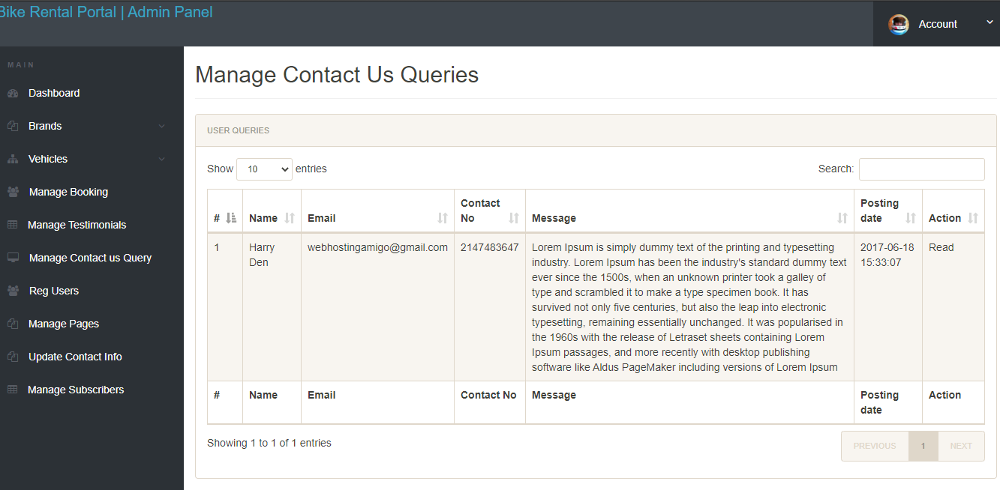 Bike Rental Portal | Admin Panel
Account
MAIN
Dashboard
Brands
Vehicles
Manage Booking
Manage Testimonials
Manage Contact us Query
Reg Users
Manage Pages
Update Contact Info
Manage Subscribers
Manage Contact Us Queries
USER QUERIES
Show 10 entries
Search:
# Name Email Contact No Message Posting date Action
1
Harry
Den
webhostingamigo@gmail.com
2147483647
Lorem Ipsum is simply dummy text of the printing and typesetting
industry. Lorem Ipsum has been the industry's standard dummy text
ever since the 1500s, when an unknown printer took a galley of
type and scrambled it to make a type specimen book. It has
survived not only five centuries, but also the leap into electronic
typesetting, remaining essentially unchanged. It was popularised in
the 1960s with the release of Letraset sheets containing Lorem
Ipsum passages, and more recently with desktop publishing
software like Aldus PageMaker including versions of Lorem Ipsum
2017-06-18
15:33:07
Read
# Name Email Contact No Message Posting date Action
Showing 1 to 1 of 1 entries
PREVIOUS 1 NEXT